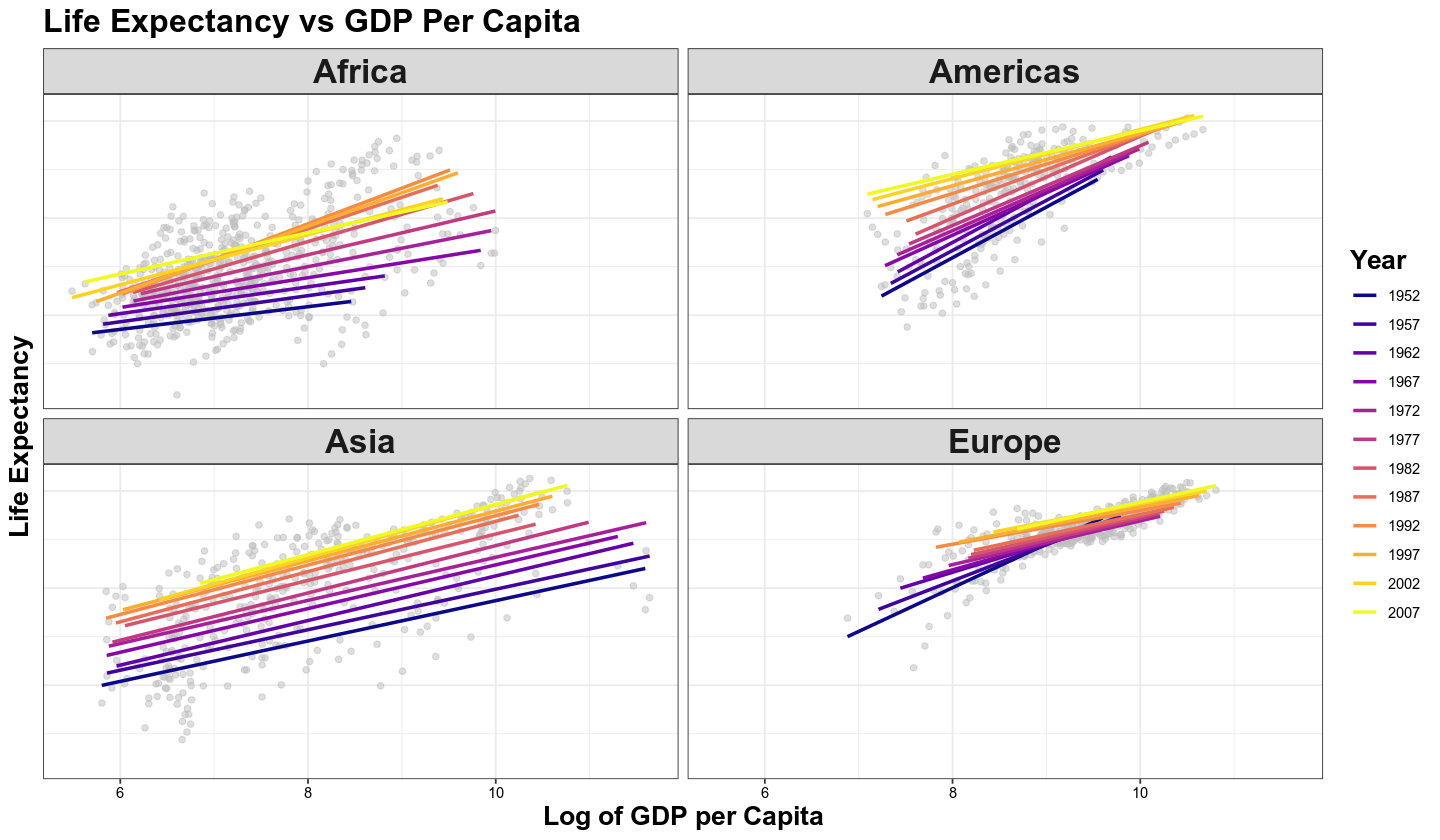 Life Expectancy vs GDP Per Capita
Africa
Americas
Asia
Europe
Life Expectancy
6 8 10
6 8 10
Log of GDP per Capita
Year
1952
1957
1962
1967
1972
1977
1982
1987
1992
1997
2002
2007